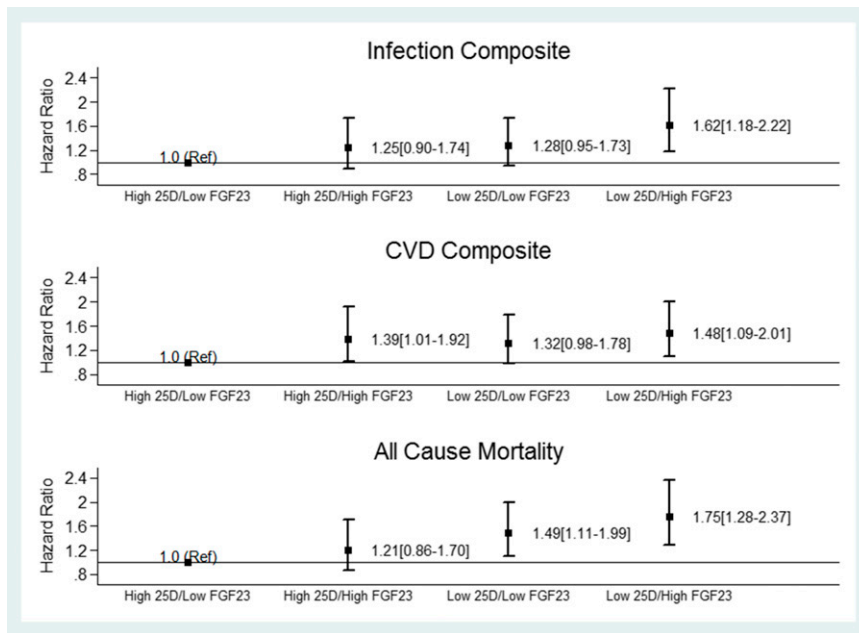 Infection Composite
Hazard Ratio
2.4
2
1.6
1.2
.8
1.0 (Ref)
1.25[0.90-1.74]
1.28[0.95-1.73]
1.62[1.18-2.22]
High 25D/Low FGF23
High 25D/High FGF23
Low 25D/Low FGF23
Low 25D/High FGF23
CVD Composite
Hazard Ratio
2.4
2
1.6
1.2
.8
1.0 (Ref)
1.39[1.01-1.92]
1.32[0.98-1.78]
1.48[1.09-2.01]
High 25D/Low FGF23
High 25D/High FGF23
Low 25D/Low FGF23
Low 25D/High FGF23
All Cause Mortality
Hazard Ratio
2.4
2
1.6
1.2
.8
1.0 (Ref)
1.21[0.86-1.70]
1.49[1.11-1.99]
1.75[1.28-2.37]
High 25D/Low FGF23
High 25D/High FGF23
Low 25D/Low FGF23
Low 25D/High FGF23